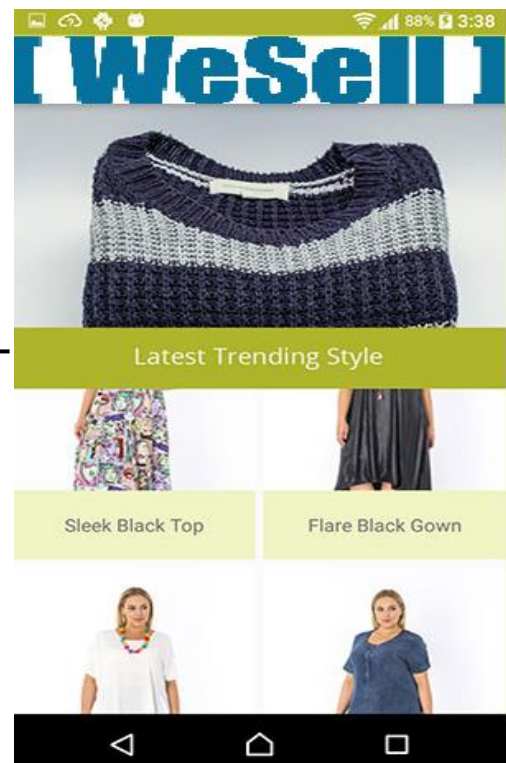 88% 3:38
[ WeSell ]
Latest Trending Style
Sleek Black Top
Flare Black Gown